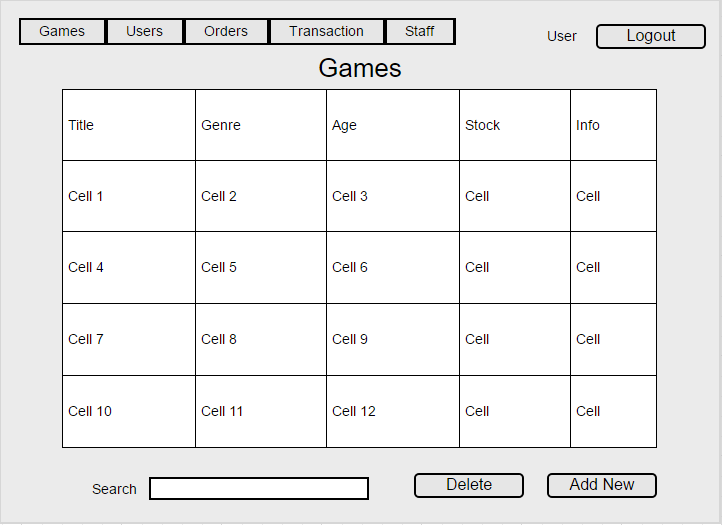 Games Users Orders Transaction Staff User Logout
Games
Title Genre Age Stock Info
Cell 1 Cell 2 Cell 3 Cell Cell
Cell 4 Cell 5 Cell 6 Cell Cell
Cell 7 Cell 8 Cell 9 Cell Cell
Cell 10 Cell 11 Cell 12 Cell Cell
Search Delete Add New